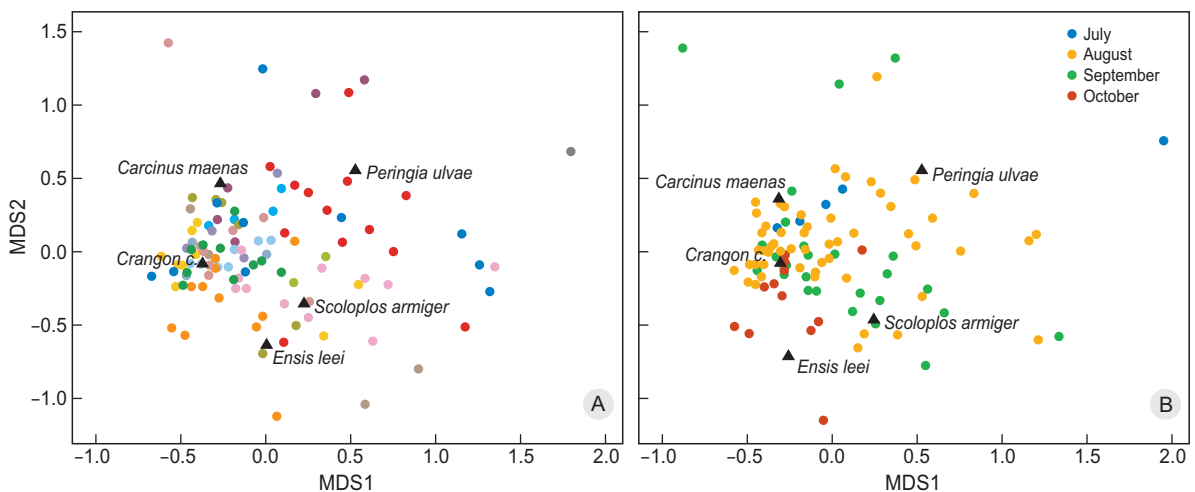 1.5
1.0
0.5
0.0
−0.5
−1.0
MDS2
−1.0 −0.5 0.0 0.5 1.0 1.5 2.0
MDS1
Carcinus maenas
Peringia ulvae
Crangon c.
Scoloplos armiger
Ensis leei
A
July
August
September
October
Carcinus maenas
Peringia ulvae
Crangon c.
Scoloplos armiger
Ensis leei
B
−1.0 −0.5 0.0 0.5 1.0 1.5 2.0
MDS1